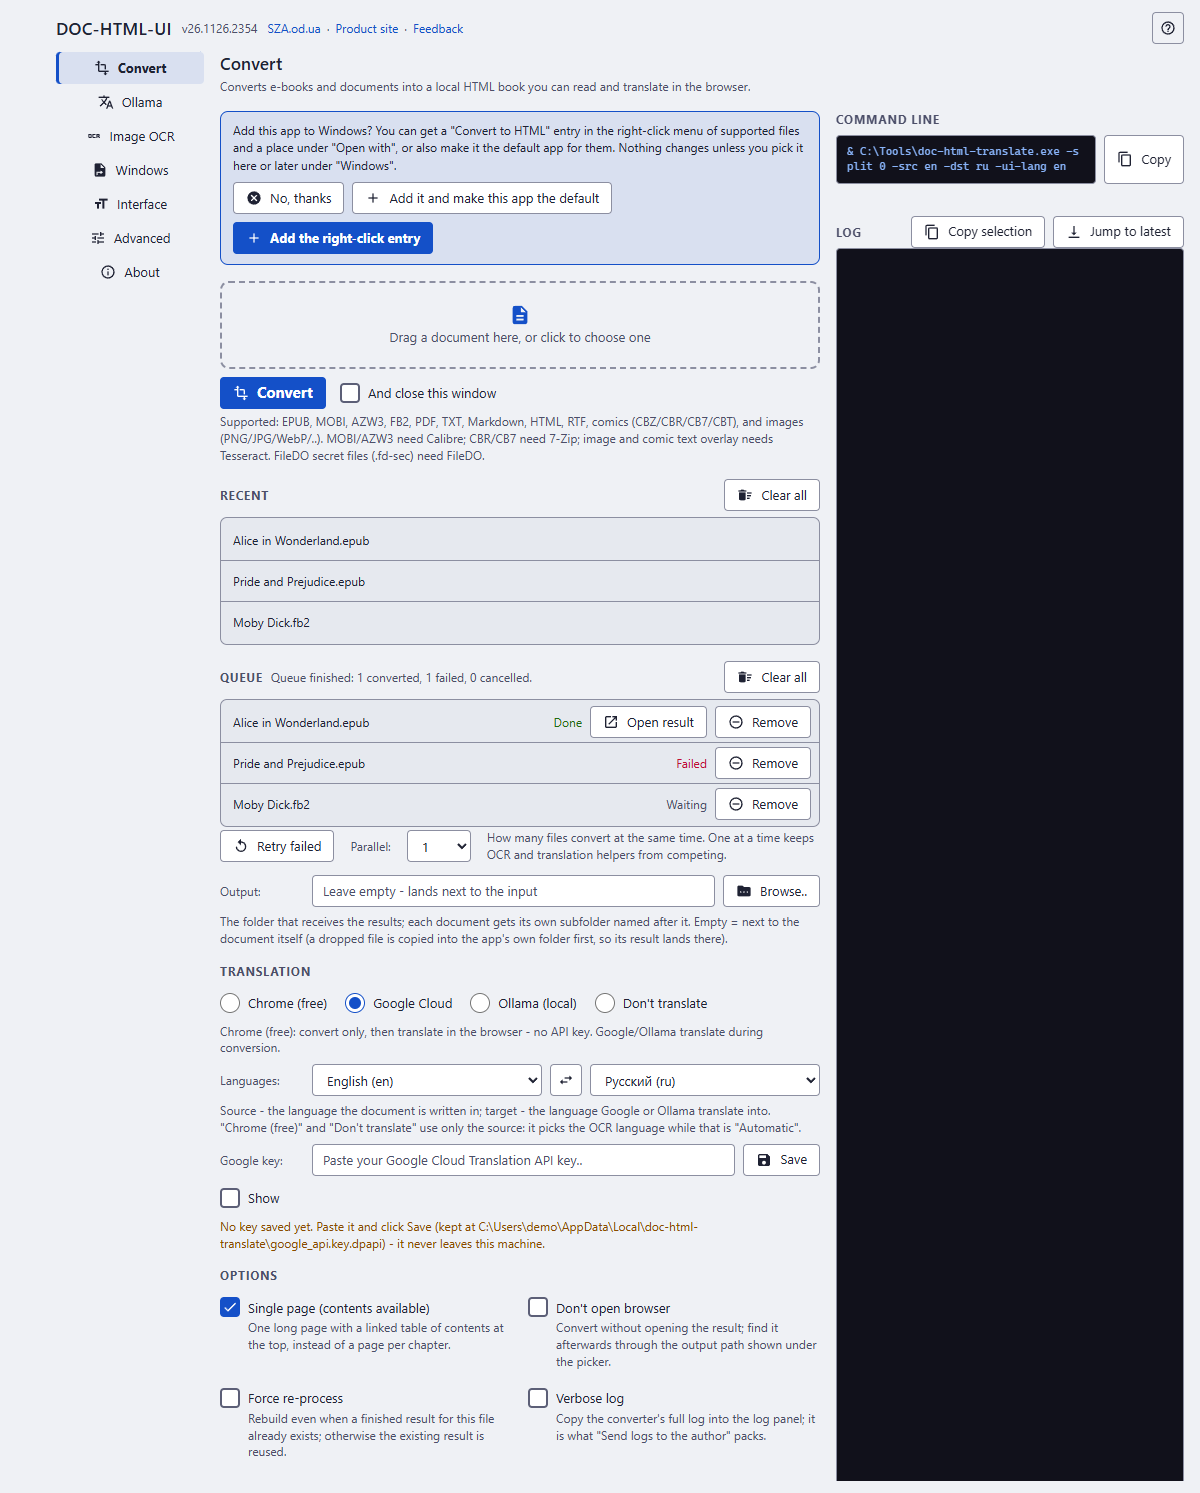 DOC-HTML-UI v26.1126.2354 SZA.od.ua · Product site · Feedback
Convert
Ollama
Image OCR
Windows
Interface
Advanced
About
Convert
Converts e-books and documents into a local HTML book you can read and translate in the browser.
Add this app to Windows? You can get a "Convert to HTML" entry in the right-click menu of supported files
and a place under "Open with", or also make it the default app for them. Nothing changes unless you pick it
here or later under "Windows".
No, thanks
Add it and make this app the default
Add the right-click entry
Drag a document here, or click to choose one
Convert
And close this window
Supported: EPUB, MOBI, AZW3, FB2, PDF, TXT, Markdown, HTML, RTF, comics (CBZ/CBR/CB7/CBT), and images
(PNG/JPG/WebP/..). MOBI/AZW3 need Calibre; CBR/CB7 need 7-Zip; image and comic text overlay needs
Tesseract. FileDO secret files (.fd-sec) need FileDO.
RECENT
Clear all
Alice in Wonderland.epub
Pride and Prejudice.epub
Moby Dick.fb2
QUEUE Queue finished: 1 converted, 1 failed, 0 cancelled.
Clear all
Alice in Wonderland.epub Done Open result Remove
Pride and Prejudice.epub Failed Remove
Moby Dick.fb2 Waiting Remove
Retry failed
Parallel: 1
How many files convert at the same time. One at a time keeps
OCR and translation helpers from competing.
Output: Leave empty - lands next to the input Browse..
The folder that receives the results; each document gets its own subfolder named after it. Empty = next to the
document itself (a dropped file is copied into the app's own folder first, so its result lands there).
TRANSLATION
Chrome (free) Google Cloud Ollama (local) Don't translate
Chrome (free): convert only, then translate in the browser - no API key. Google/Ollama translate during
conversion.
Languages: English (en) Русский (ru)
Source - the language the document is written in; target - the language Google or Ollama translate into.
"Chrome (free)" and "Don't translate" use only the source: it picks the OCR language while that is "Automatic".
Google key: Paste your Google Cloud Translation API key.. Save
Show
No key saved yet. Paste it and click Save (kept at C:\Users\demo\AppData\Local\doc-html-
translate\google_api.key.dpapi) - it never leaves this machine.
OPTIONS
Single page (contents available)
One long page with a linked table of contents at
the top, instead of a page per chapter.
Don't open browser
Convert without opening the result; find it
afterwards through the output path shown under
the picker.
Force re-process
Rebuild even when a finished result for this file
already exists; otherwise the existing result is
reused.
Verbose log
Copy the converter's full log into the log panel; it
is what "Send logs to the author" packs.
COMMAND LINE
& C:\Tools\doc-html-translate.exe -s
plit 0 -src en -dst ru -ui-lang en
Copy
LOG
Copy selection
Jump to latest